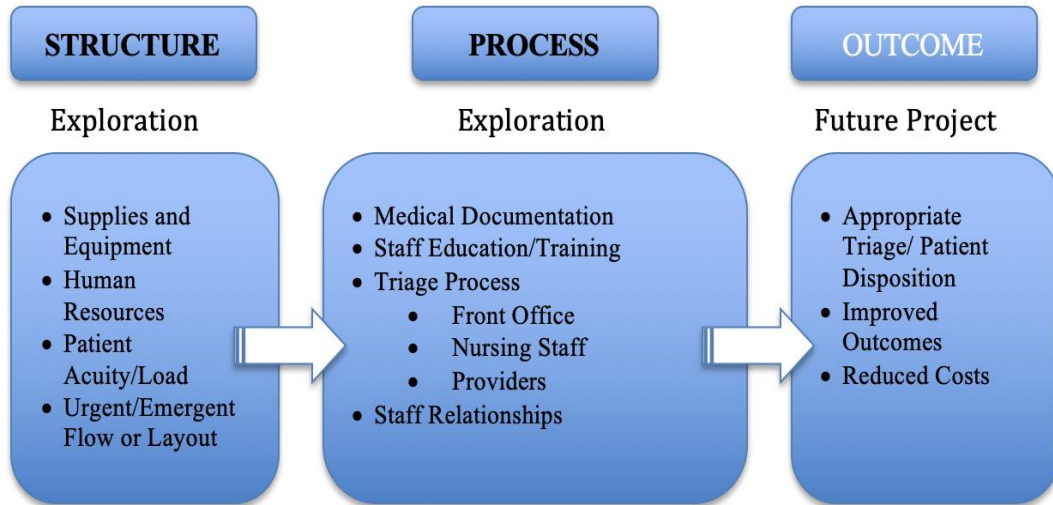 STRUCTURE
Exploration
• Supplies and
Equipment
• Human
Resources
• Patient
Acuity/Load
• Urgent/Emergent
Flow or Layout
PROCESS
Exploration
• Medical Documentation
• Staff Education/Training
• Triage Process
• Front Office
• Nursing Staff
• Providers
• Staff Relationships
OUTCOME
Future Project
• Appropriate
Triage/ Patient
Disposition
• Improved
Outcomes
• Reduced Costs